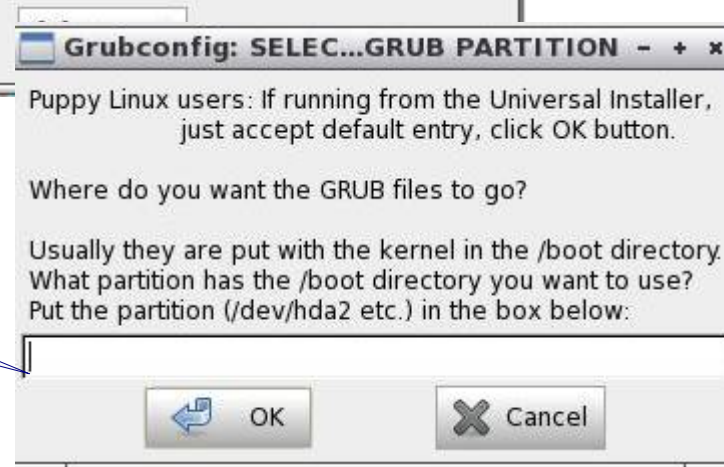 Grubconfig: SELEC...GRUB PARTITION
Puppy Linux users: If running from the Universal Installer,
just accept default entry, click OK button.
Where do you want the GRUB files to go?
Usually they are put with the kernel in the /boot directory.
What partition has the /boot directory you want to use?
Put the partition (/dev/hda2 etc.) in the box below:
OK
Cancel